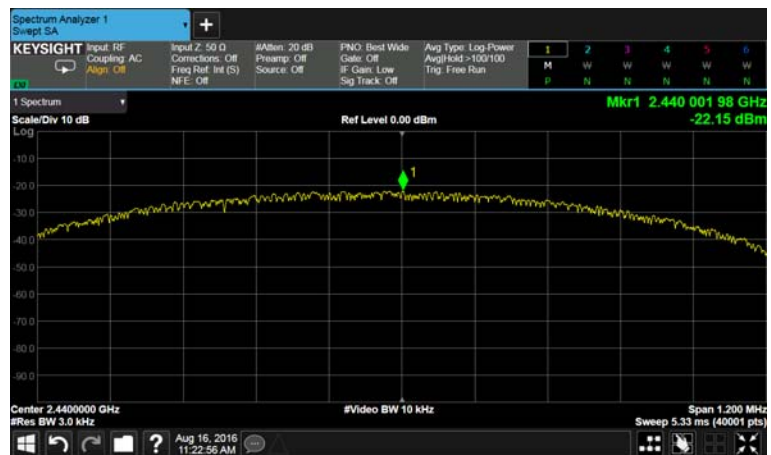 Spectrum Analyzer 1
Swept SA
+
KEYSIGHT
Input: RF
Coupling: AC
Align: Off
Input Z: 50 Ω
Corrections: Off
Freq Ref: Int (S)
NFE: Off
#Atten: 20 dB
Preamp: Off
Source: Off
PNO: Best Wide
Gate: Off
IF Gain: Low
Sig Track: Off
Avg Type: Log-Power
Avg|Hold:>100/100
Trig: Free Run
1 2 3 4 5 6
M W W W W W
P N N N N N
1 Spectrum
Mkr1 2.440 001 98 GHz
-22.15 dBm
Scale/Div 10 dB
Ref Level 0.00 dBm
Log
-10.0
1
-20.0
-30.0
-40.0
-50.0
-60.0
-70.0
-80.0
-90.0
Center 2.4400000 GHz
#Video BW 10 kHz
Span 1.200 MHz
#Res BW 3.0 kHz
Sweep 5.33 ms (40001 pts)
?
Aug 16, 2016
11:22:56 AM